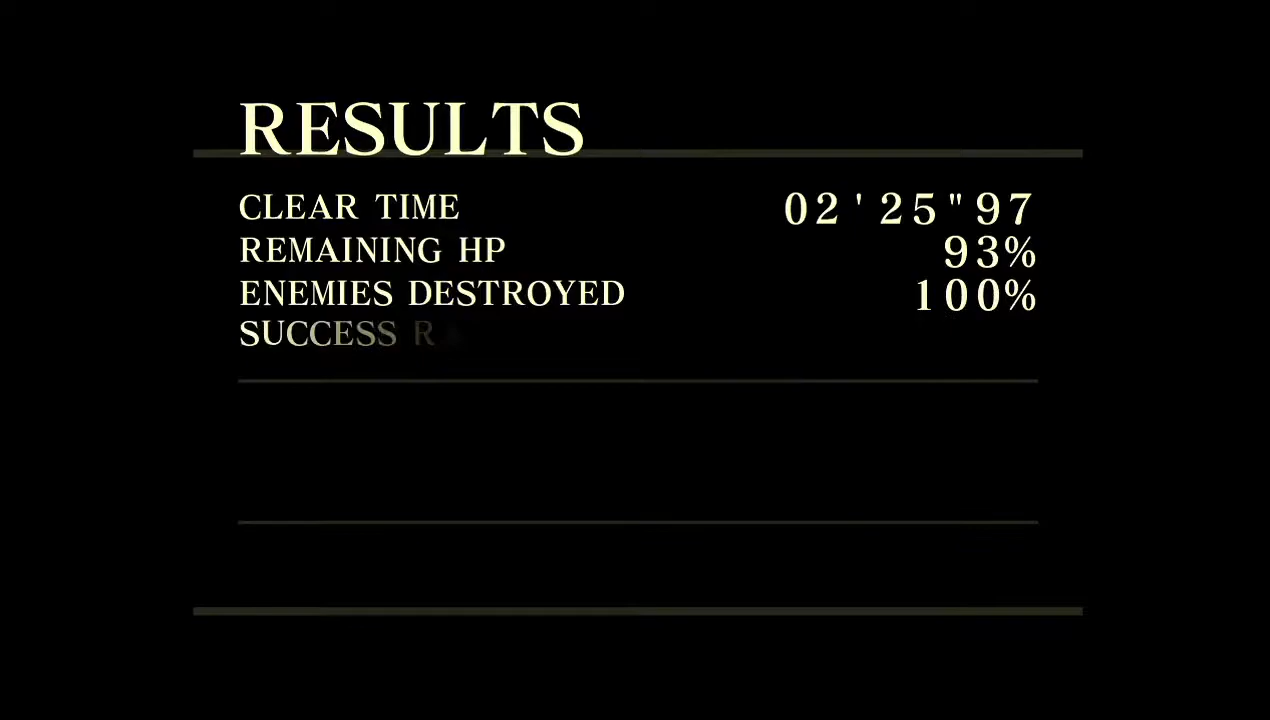 RESULTS
CLEAR TIME 02'25"97
REMAINING HP 93%
ENEMIES DESTROYED 100%
SUCCESS